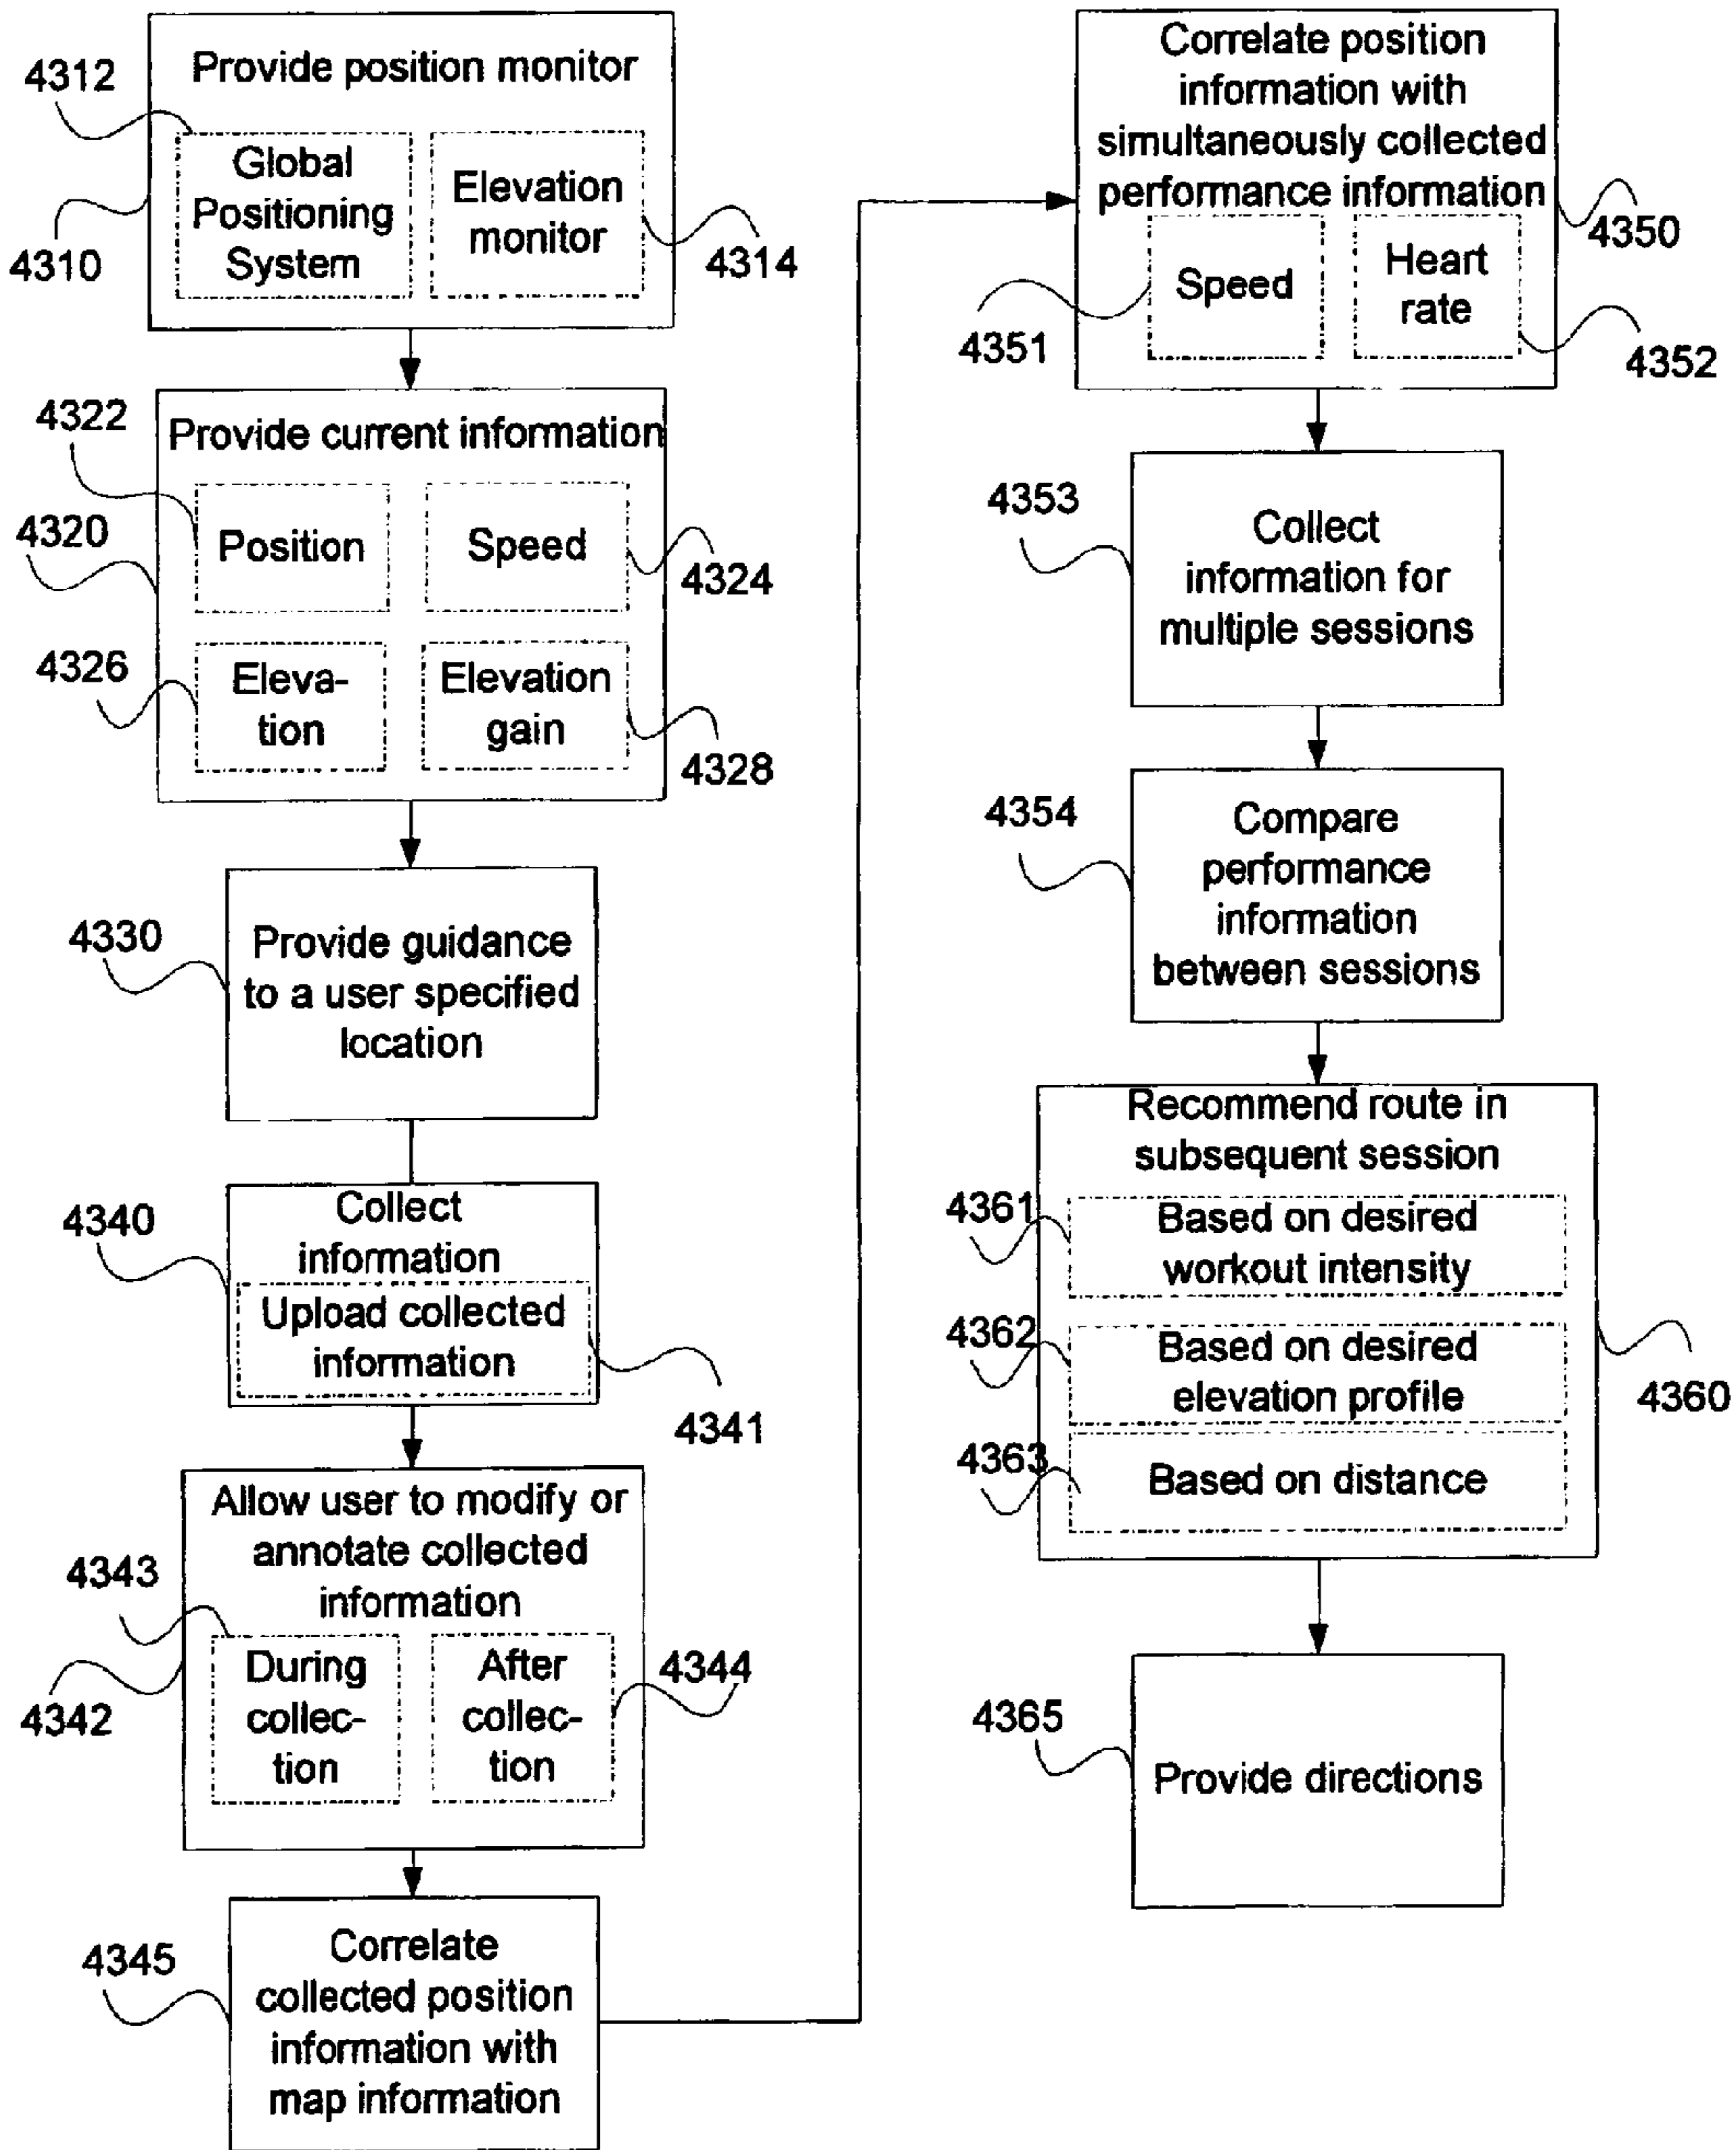 Provide position monitor
4312
Global
Positioning
System
Elevation
monitor
4310
4314
Provide current information
4322
4320
Position
Speed
4324
4326
Eleva-
tion
Elevation
gain
4328
4330
Provide guidance
to a user specified
location
4340
Collect
information
Upload collected
information
4341
Allow user to modify or
annotate collected
information
4343
4342
During
collec-
tion
After
collec-
tion
4344
4345
Correlate
collected position
information with
map information
Correlate position
information with
simultaneously collected
performance information
4350
4351
Speed
Heart
rate
4352
4353
Collect
information for
multiple sessions
4354
Compare
performance
information
between sessions
Recommend route in
subsequent session
4361
Based on desired
workout intensity
4362
Based on desired
elevation profile
4360
4363
Based on distance
4365
Provide directions